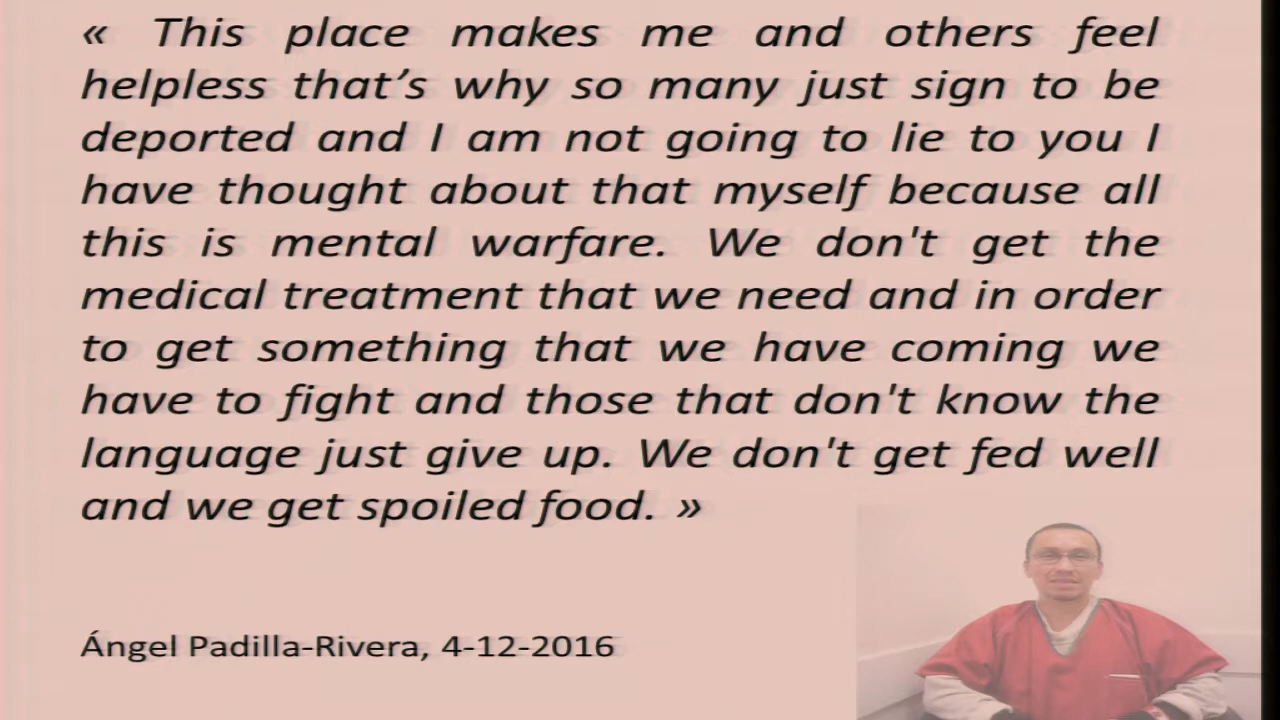 « This place makes me and others feel
helpless that’s why so many just sign to be
deported and I am not going to lie to you I
have thought about that myself because all
this is mental warfare. We don't get the
medical treatment that we need and in order
to get something that we have coming we
have to fight and those that don't know the
language just give up. We don't get fed well
and we get spoiled food. »
Ángel Padilla-Rivera, 4-12-2016